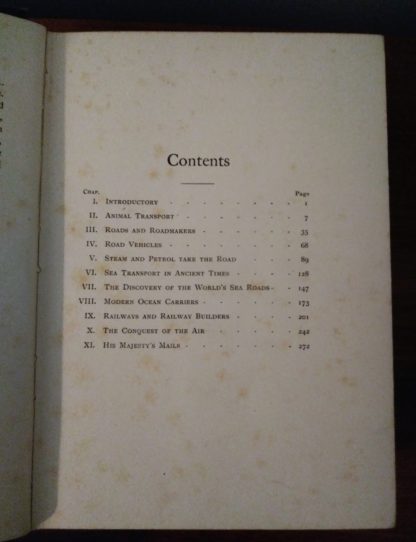 Contents
Chap. Page
I. Introductory - - - - - - - - 1
II. Animal Transport - - - - - - - 7
III. Roads and Roadmakers - - - - - 35
IV. Road Vehicles - - - - - - - 68
V. Steam and Petrol take the Road - - - - 89
VI. Sea Transport in Ancient Times - - - - 128
VII. The Discovery of the World's Sea Roads - - 147
VIII. Modern Ocean Carriers - - - - - 173
IX. Railways and Railway Builders - - - - 201
X. The Conquest of the Air - - - - - 242
XI. His Majesty's Mails - - - - - - 272